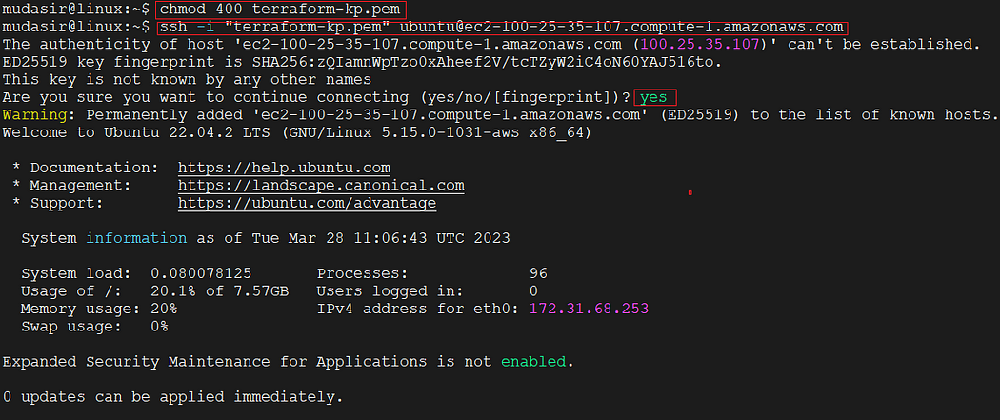 mudasir@linux:~$ chmod 400 terraform-kp.pem
mudasir@linux:~$ ssh -i "terraform-kp.pem" ubuntu@ec2-100-25-35-107.compute-1.amazonaws.com
The authenticity of host 'ec2-100-25-35-107.compute-1.amazonaws.com (100.25.35.107)' can't be established.
ED25519 key fingerprint is SHA256:zQIamnWpTzo0xAheef2V/tcTZyW2iC4oN60YAJ516to.
This key is not known by any other names
Are you sure you want to continue connecting (yes/no/[fingerprint])? yes
Warning: Permanently added 'ec2-100-25-35-107.compute-1.amazonaws.com' (ED25519) to the list of known hosts.
Welcome to Ubuntu 22.04.2 LTS (GNU/Linux 5.15.0-1031-aws x86_64)
* Documentation: https://help.ubuntu.com
* Management: https://landscape.canonical.com
* Support: https://ubuntu.com/advantage
System information as of Tue Mar 28 11:06:43 UTC 2023
System load: 0.080078125 Processes: 96
Usage of /: 20.1% of 7.57GB Users logged in: 0
Memory usage: 20% IPv4 address for eth0: 172.31.68.253
Swap usage: 0%
Expanded Security Maintenance for Applications is not enabled.
0 updates can be applied immediately.